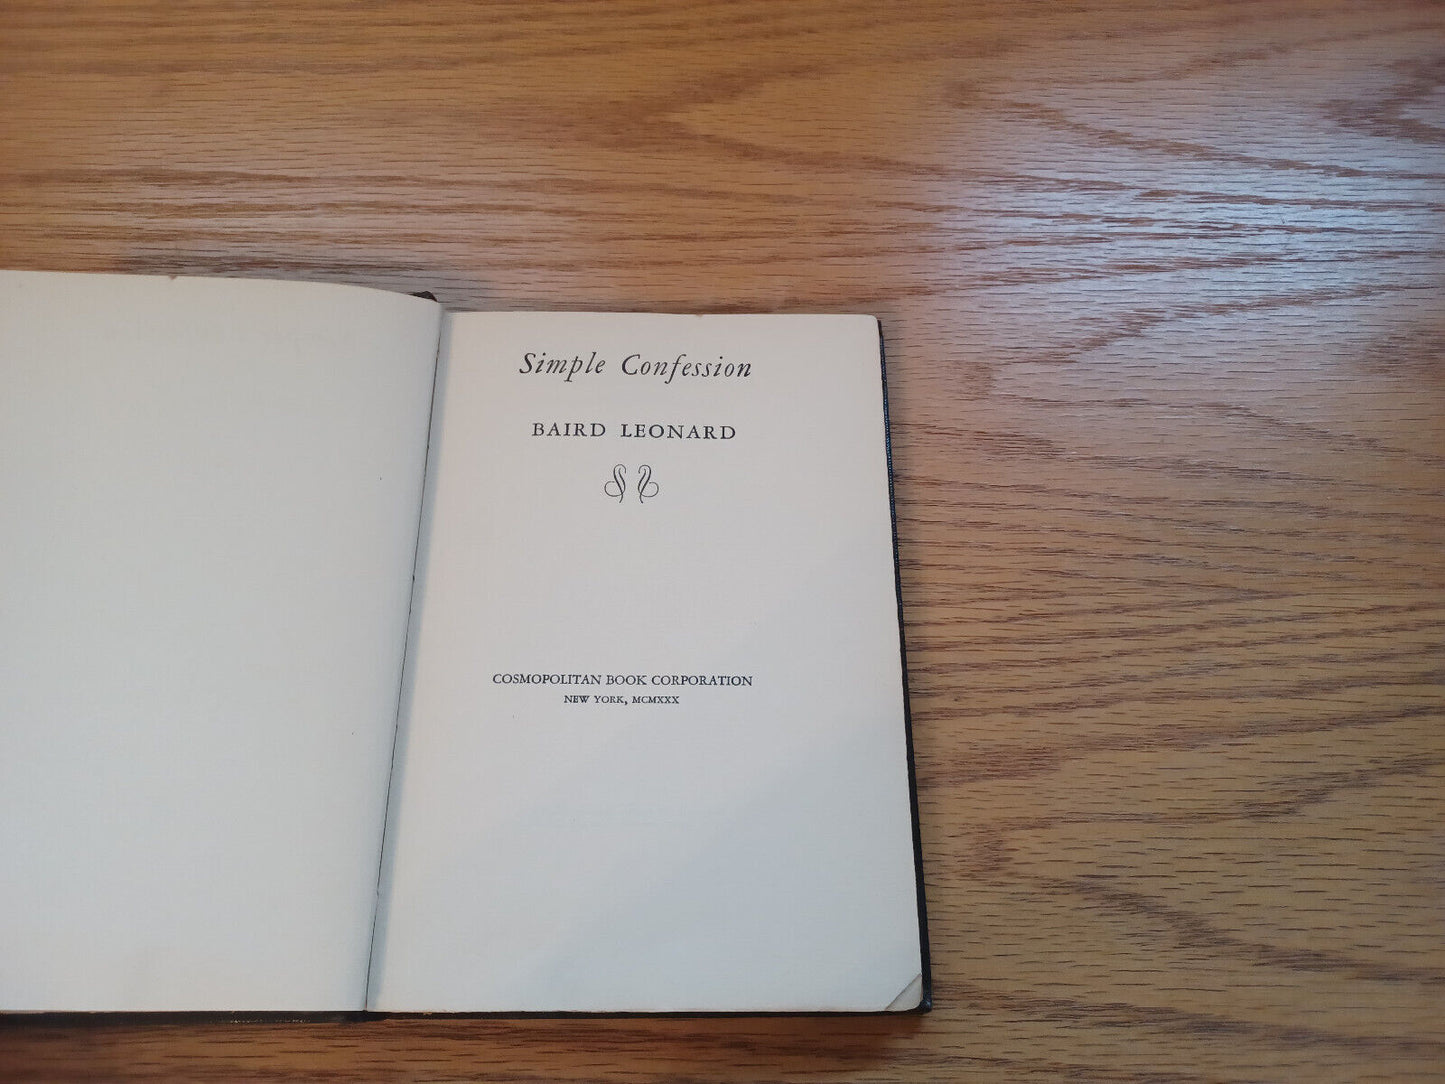 Simple Confession
BAIRD LEONARD
COSMOPOLITAN BOOK CORPORATION
NEW YORK, MCMXXX